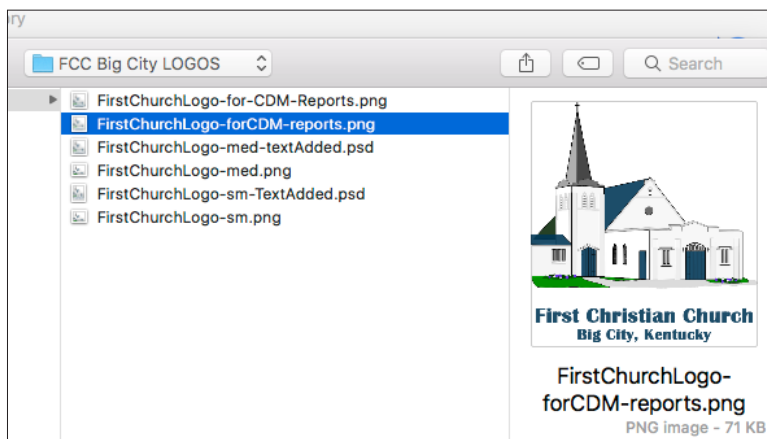 ory
FCC Big City LOGOS
Search
FirstChurchLogo-for-CDM-Reports.png
FirstChurchLogo-forCDM-reports.png
FirstChurchLogo-med-textAdded.psd
FirstChurchLogo-med.png
FirstChurchLogo-sm-TextAdded.psd
FirstChurchLogo-sm.png
First Christian Church
Big City, Kentucky
FirstChurchLogo-
forCDM-reports.png
PNG image - 71 KB